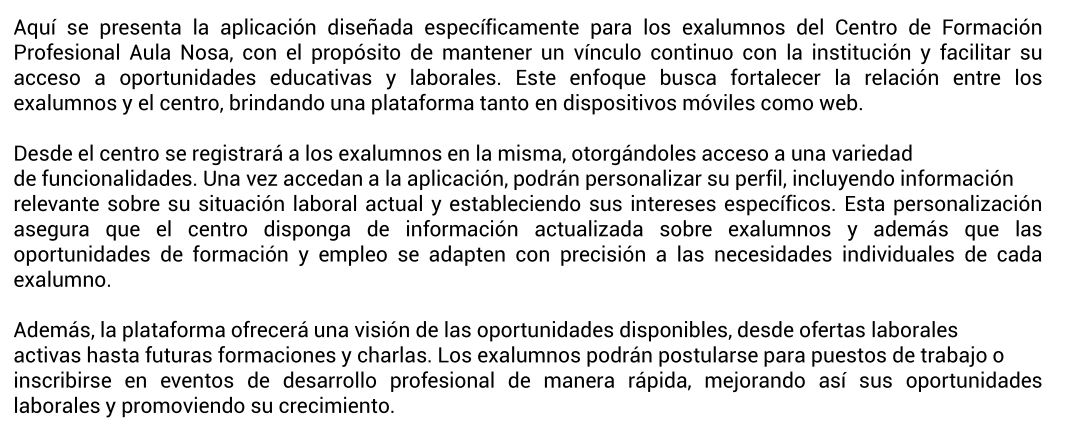 Aquí se presenta la aplicación diseñada específicamente para los exalumnos del Centro de Formación
Profesional Aula Nosa, con el propósito de mantener un vínculo continuo con la institución y facilitar su
acceso a oportunidades educativas y laborales. Este enfoque busca fortalecer la relación entre los
exalumnos y el centro, brindando una plataforma tanto en dispositivos móviles como web.
Desde el centro se registrará a los exalumnos en la misma, otorgándoles acceso a una variedad
de funcionalidades. Una vez accedan a la aplicación, podrán personalizar su perfil, incluyendo información
relevante sobre su situación laboral actual y estableciendo sus intereses específicos. Esta personalización
asegura que el centro disponga de información actualizada sobre exalumnos y además que las
oportunidades de formación y empleo se adapten con precisión a las necesidades individuales de cada
exalumno.
Además, la plataforma ofrecerá una visión de las oportunidades disponibles, desde ofertas laborales
activas hasta futuras formaciones y charlas. Los exalumnos podrán postularse para puestos de trabajo o
inscribirse en eventos de desarrollo profesional de manera rápida, mejorando así sus oportunidades
laborales y promoviendo su crecimiento.